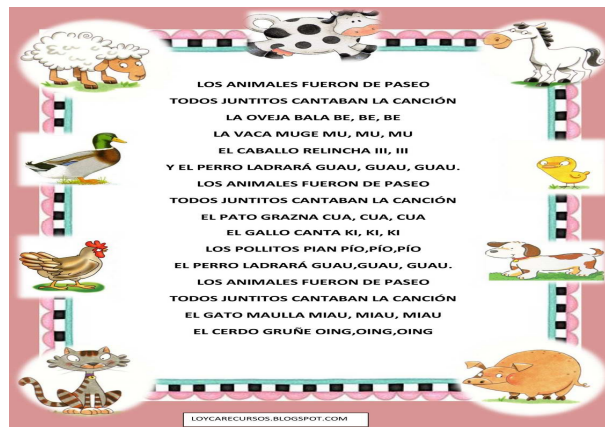 LOS ANIMALES FUERON DE PASEO
TODOS JUNTITOS CANTABAN LA CANCIÓN
LA OVEJA BALA BE, BE, BE
LA VACA MUGE MU, MU, MU
EL CABALLO RELINCHA III, III
Y EL PERRO LADRARÁ GUAU, GUAU, GUAU.
LOS ANIMALES FUERON DE PASEO
TODOS JUNTITOS CANTABAN LA CANCIÓN
EL PATO GRAZNA CUA, CUA, CUA
EL GALLO CANTA KI, KI, KI
LOS POLLITOS PIAN PÍO,PÍO,PÍO
EL PERRO LADRARÁ GUAU,GUAU, GUAU.
LOS ANIMALES FUERON DE PASEO
TODOS JUNTITOS CANTABAN LA CANCIÓN
EL GATO MAULLA MIAU, MIAU, MIAU
EL CERDO GRUÑE OING,OING,OING
LOYCARECURSOS.BLOGSPOT.COM